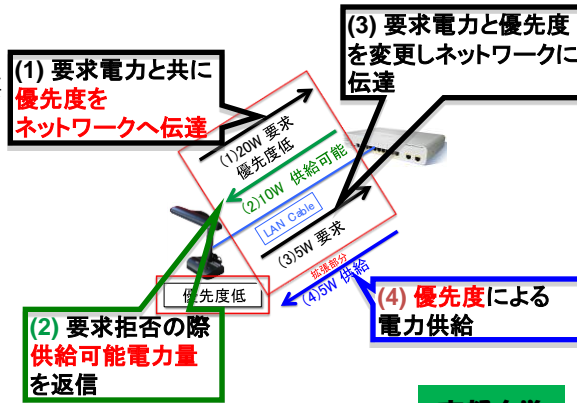 (1) 要求電力と共に
優先度を
ネットワークへ伝達
(3) 要求電力と優先度
を変更しネットワークに
伝達
(1)20W 要求
優先度低
(2)10W 供給可能
LAN Cable
(3)5W 要求
拡張部分
(4)5W 供給
優先度低
(2) 要求拒否の際
供給可能電力量
を返信
(4) 優先度による
電力供給